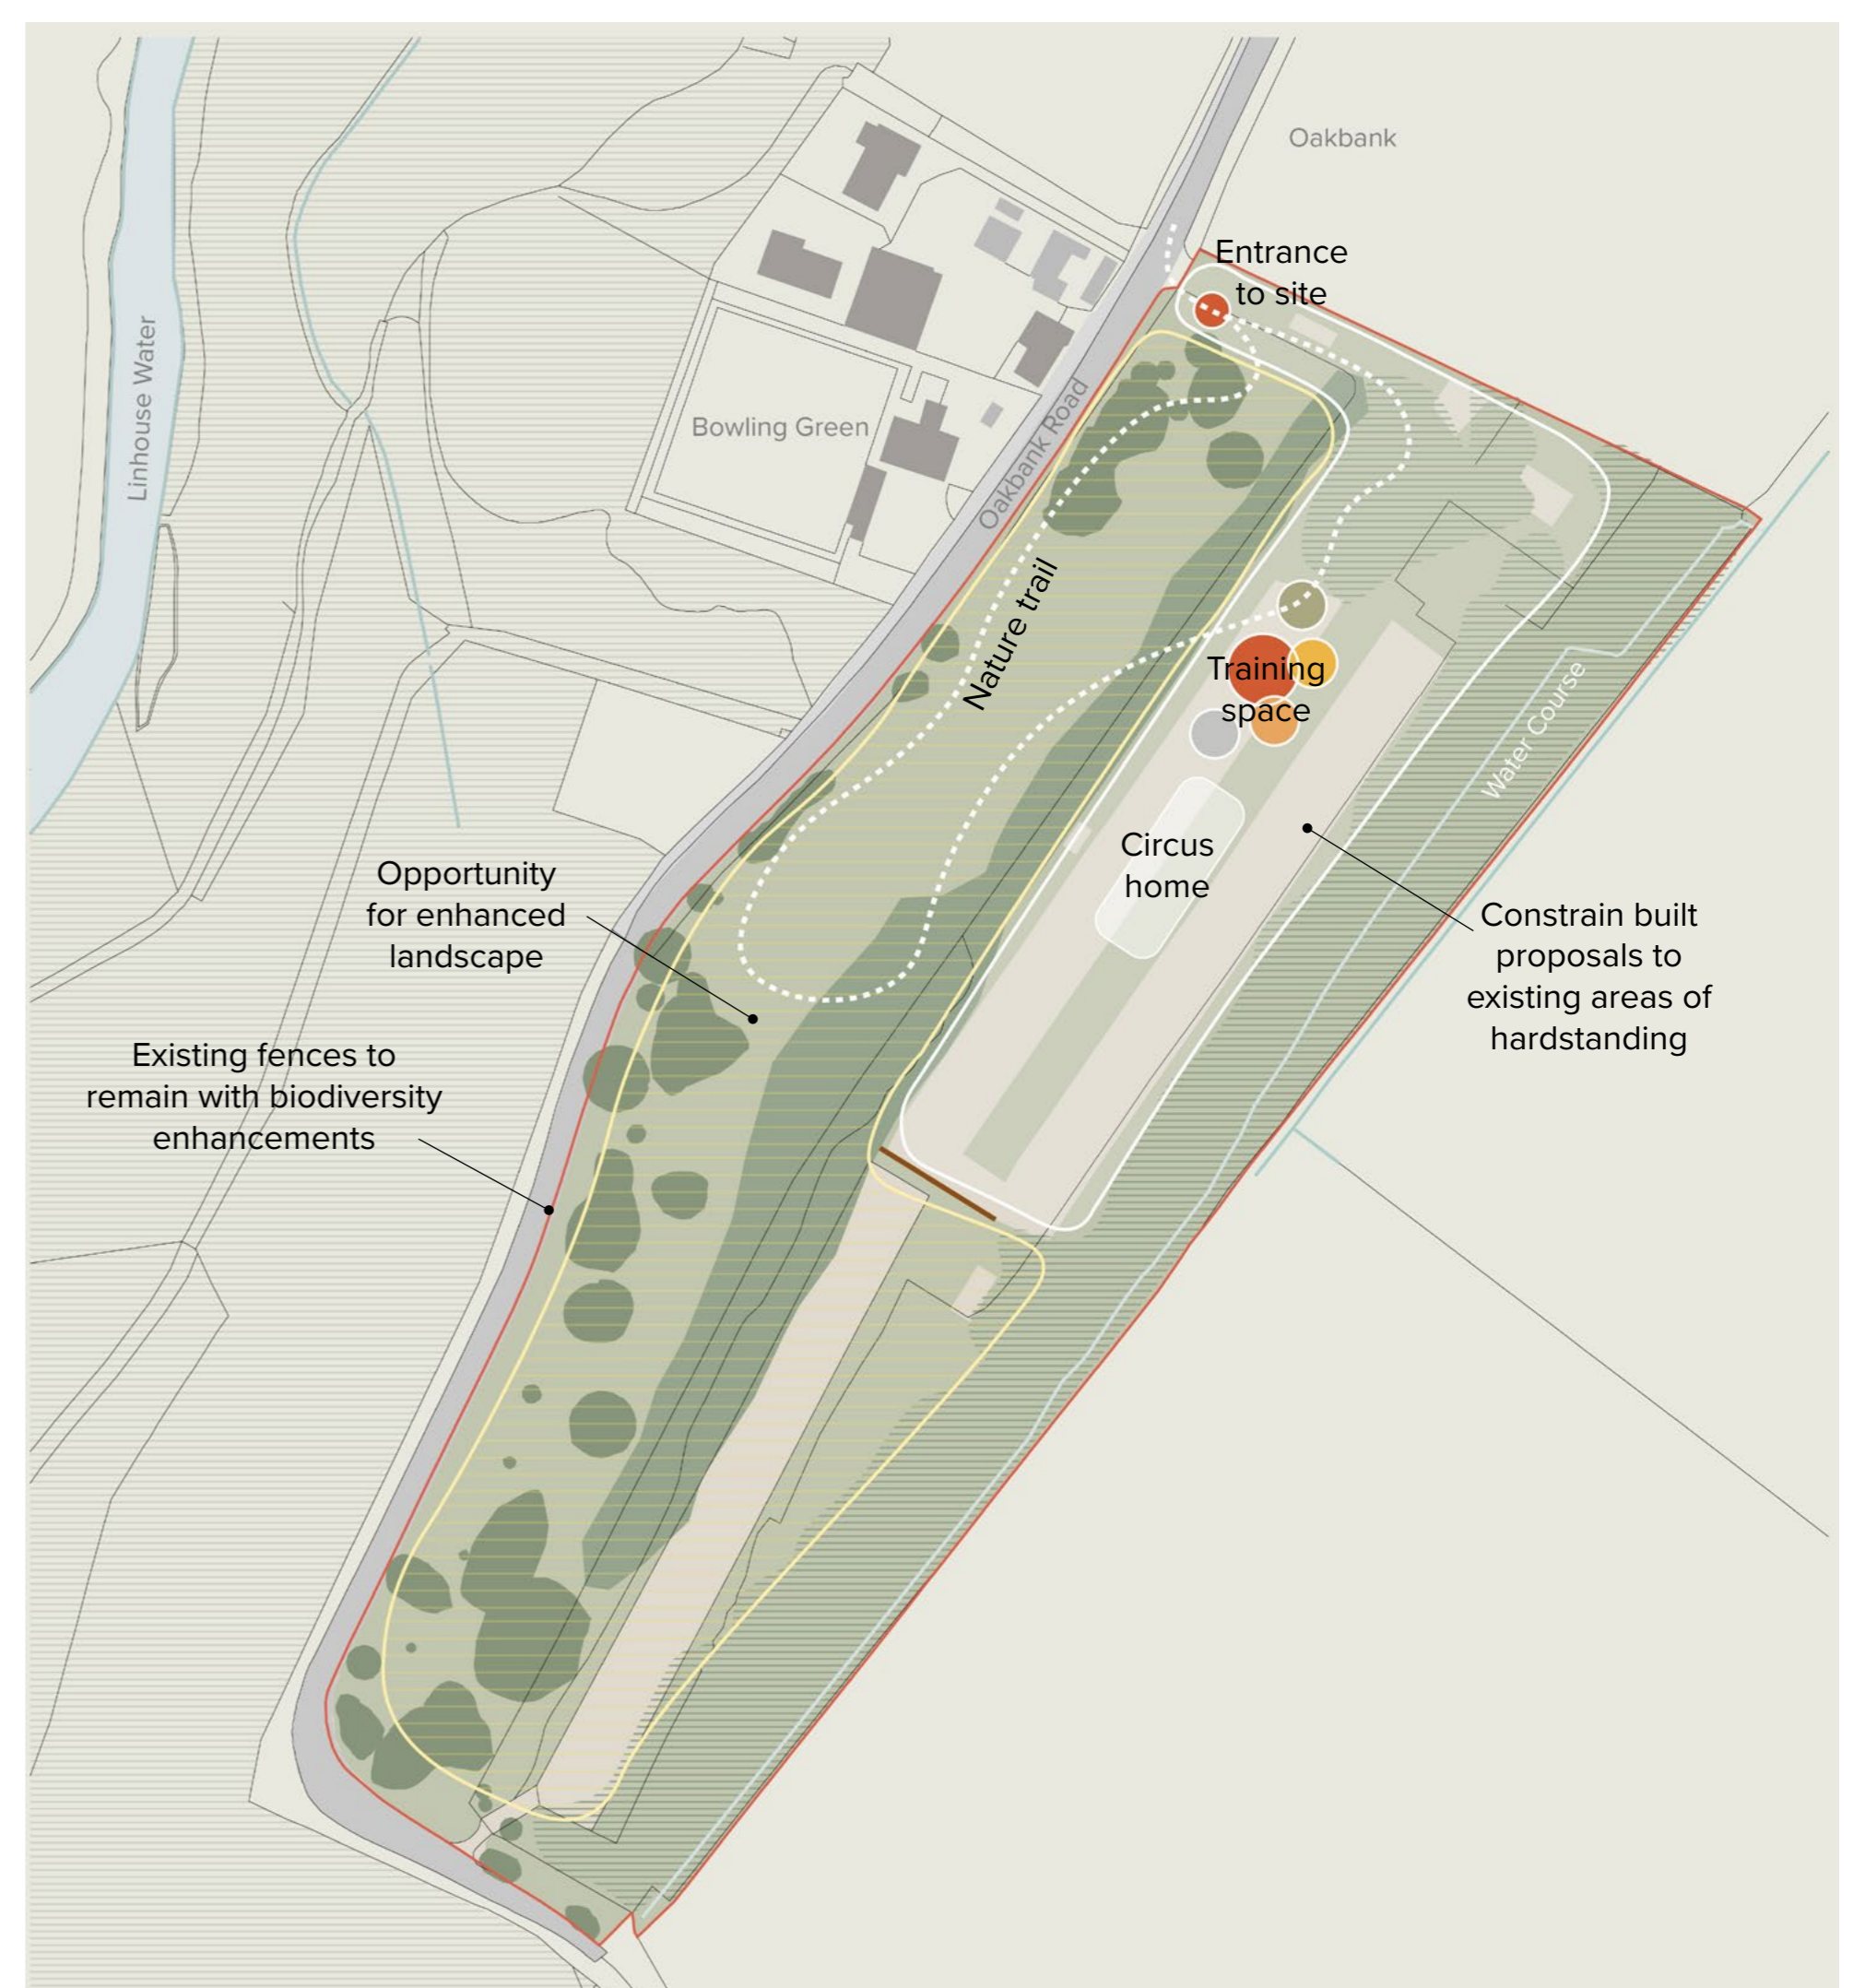 Oakbank
Entrance
to site
Linhouse Water
Bowling Green
Oakbank Road
Nature trail
Training
space
Water Course
Circus
home
Opportunity
for enhanced
landscape
Constrain built
proposals to
existing areas of
hardstanding
Existing fences to
remain with biodiversity
enhancements